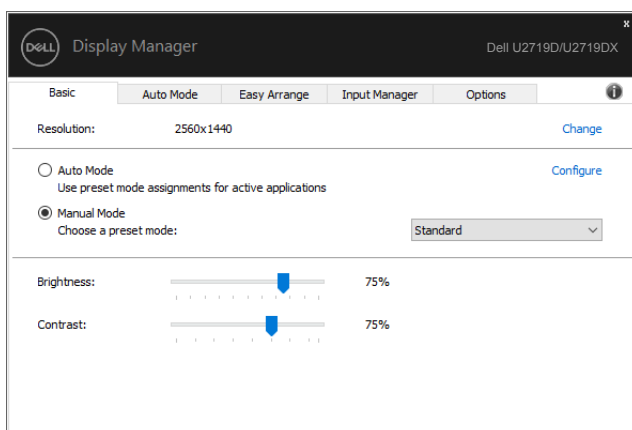 x
DELL
Display Manager
Dell U2719D/U2719DX
Basic Auto Mode Easy Arrange Input Manager Options
Resolution: 2560x1440 Change
Auto Mode Configure
Use preset mode assignments for active applications
Manual Mode
Choose a preset mode: Standard
Brightness: 75%
Contrast: 75%